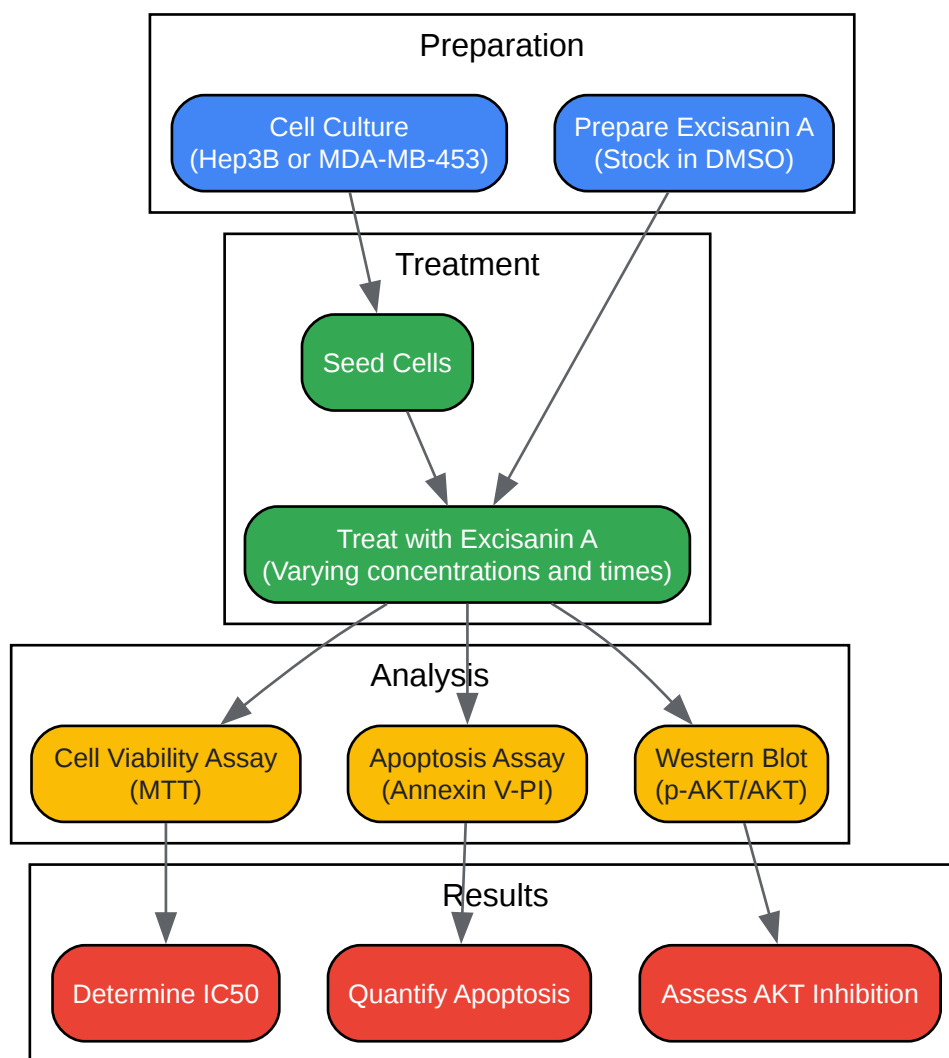 Preparation
Cell Culture
(Hep3B or MDA-MB-453)
Prepare Excisanin A
(Stock in DMSO)
Treatment
Seed Cells
Treat with Excisanin A
(Varying concentrations and times)
Analysis
Cell Viability Assay
(MTT)
Apoptosis Assay
(Annexin V-PI)
Western Blot
(p-AKT/AKT)
Results
Determine IC50
Quantify Apoptosis
Assess AKT Inhibition